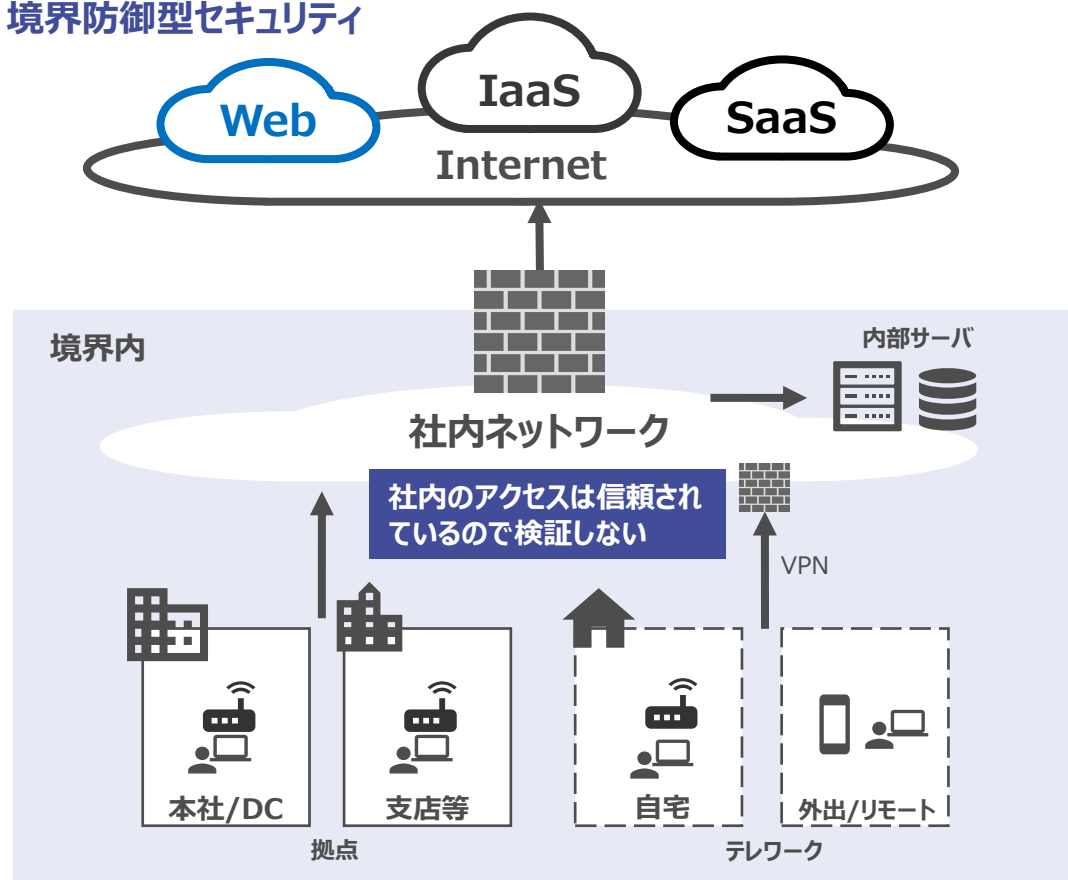 境界防御型セキュリティ
Web
IaaS
SaaS
Internet
境界内
内部サーバ
社内ネットワーク
社内のアクセスは信頼され
ているので検証しない
VPN
本社/DC
支店等
自宅
外出/リモート
拠点
テレワーク